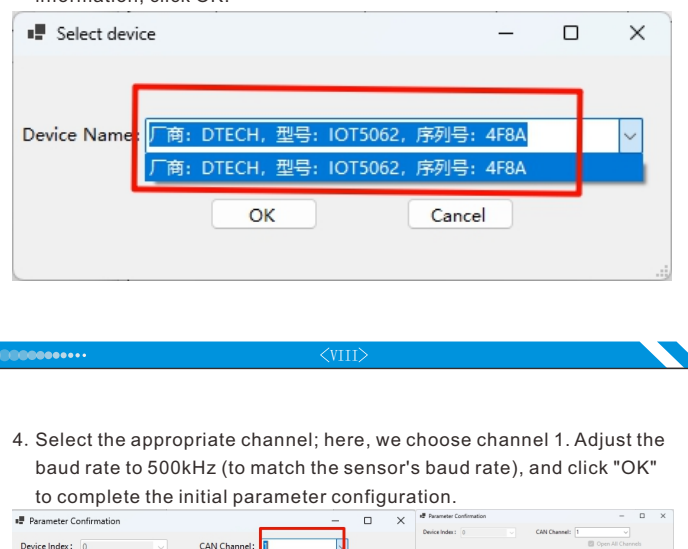 information, click OK.
Select device
Device Name: 厂商: DTECH, 型号: IOT5062, 序列号: 4F8A
厂商: DTECH, 型号: IOT5062, 序列号: 4F8A
OK Cancel
<VIII>
4. Select the appropriate channel; here, we choose channel 1. Adjust the
baud rate to 500kHz (to match the sensor's baud rate), and click "OK"
to complete the initial parameter configuration.
Parameter Confirmation
Device Index: 0 CAN Channel: 1
Parameter Confirmation
Device Index: 0 CAN Channel: 1
Open All Channels